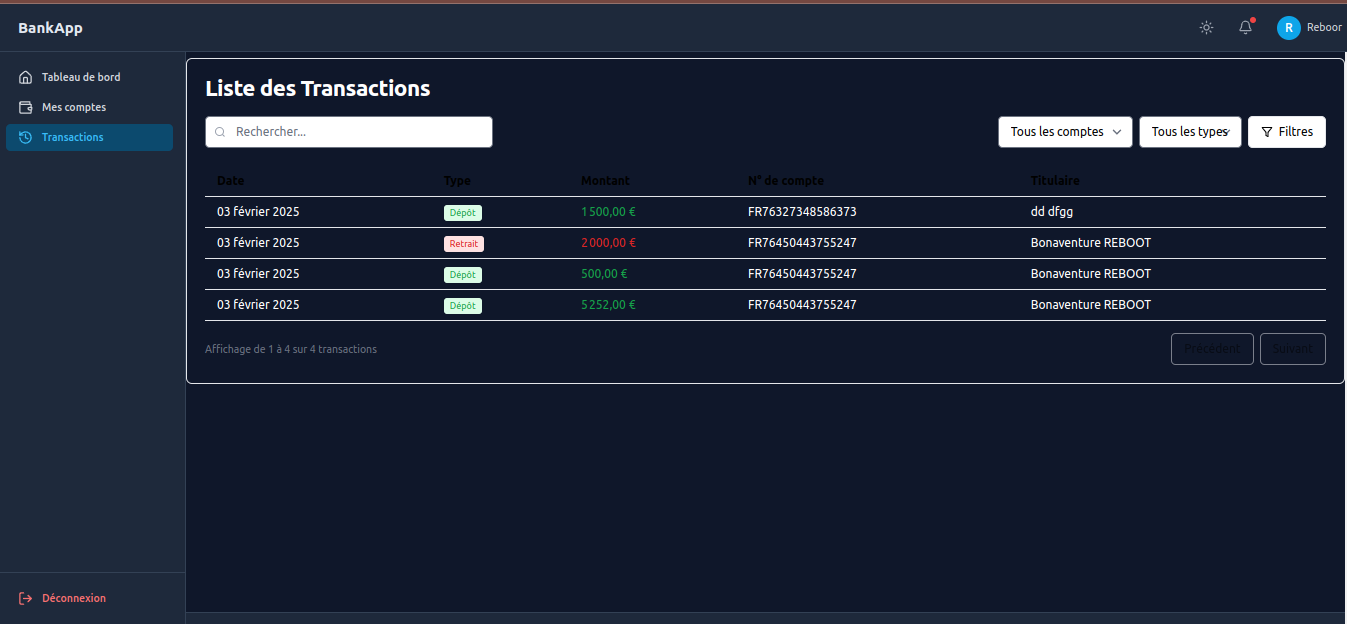 BankApp
R Reboor
Tableau de bord
Mes comptes
Transactions
Déconnexion
Liste des Transactions
Rechercher...
Tous les comptes
Tous les types
Filtres
Date Type Montant N° de compte Titulaire
03 février 2025 Dépôt 1 500,00 € FR76327348586373 dd dfgg
03 février 2025 Retrait 2 000,00 € FR76450443755247 Bonaventure REBOOT
03 février 2025 Dépôt 500,00 € FR76450443755247 Bonaventure REBOOT
03 février 2025 Dépôt 5 252,00 € FR76450443755247 Bonaventure REBOOT
Affichage de 1 à 4 sur 4 transactions
Précédent
Suivant